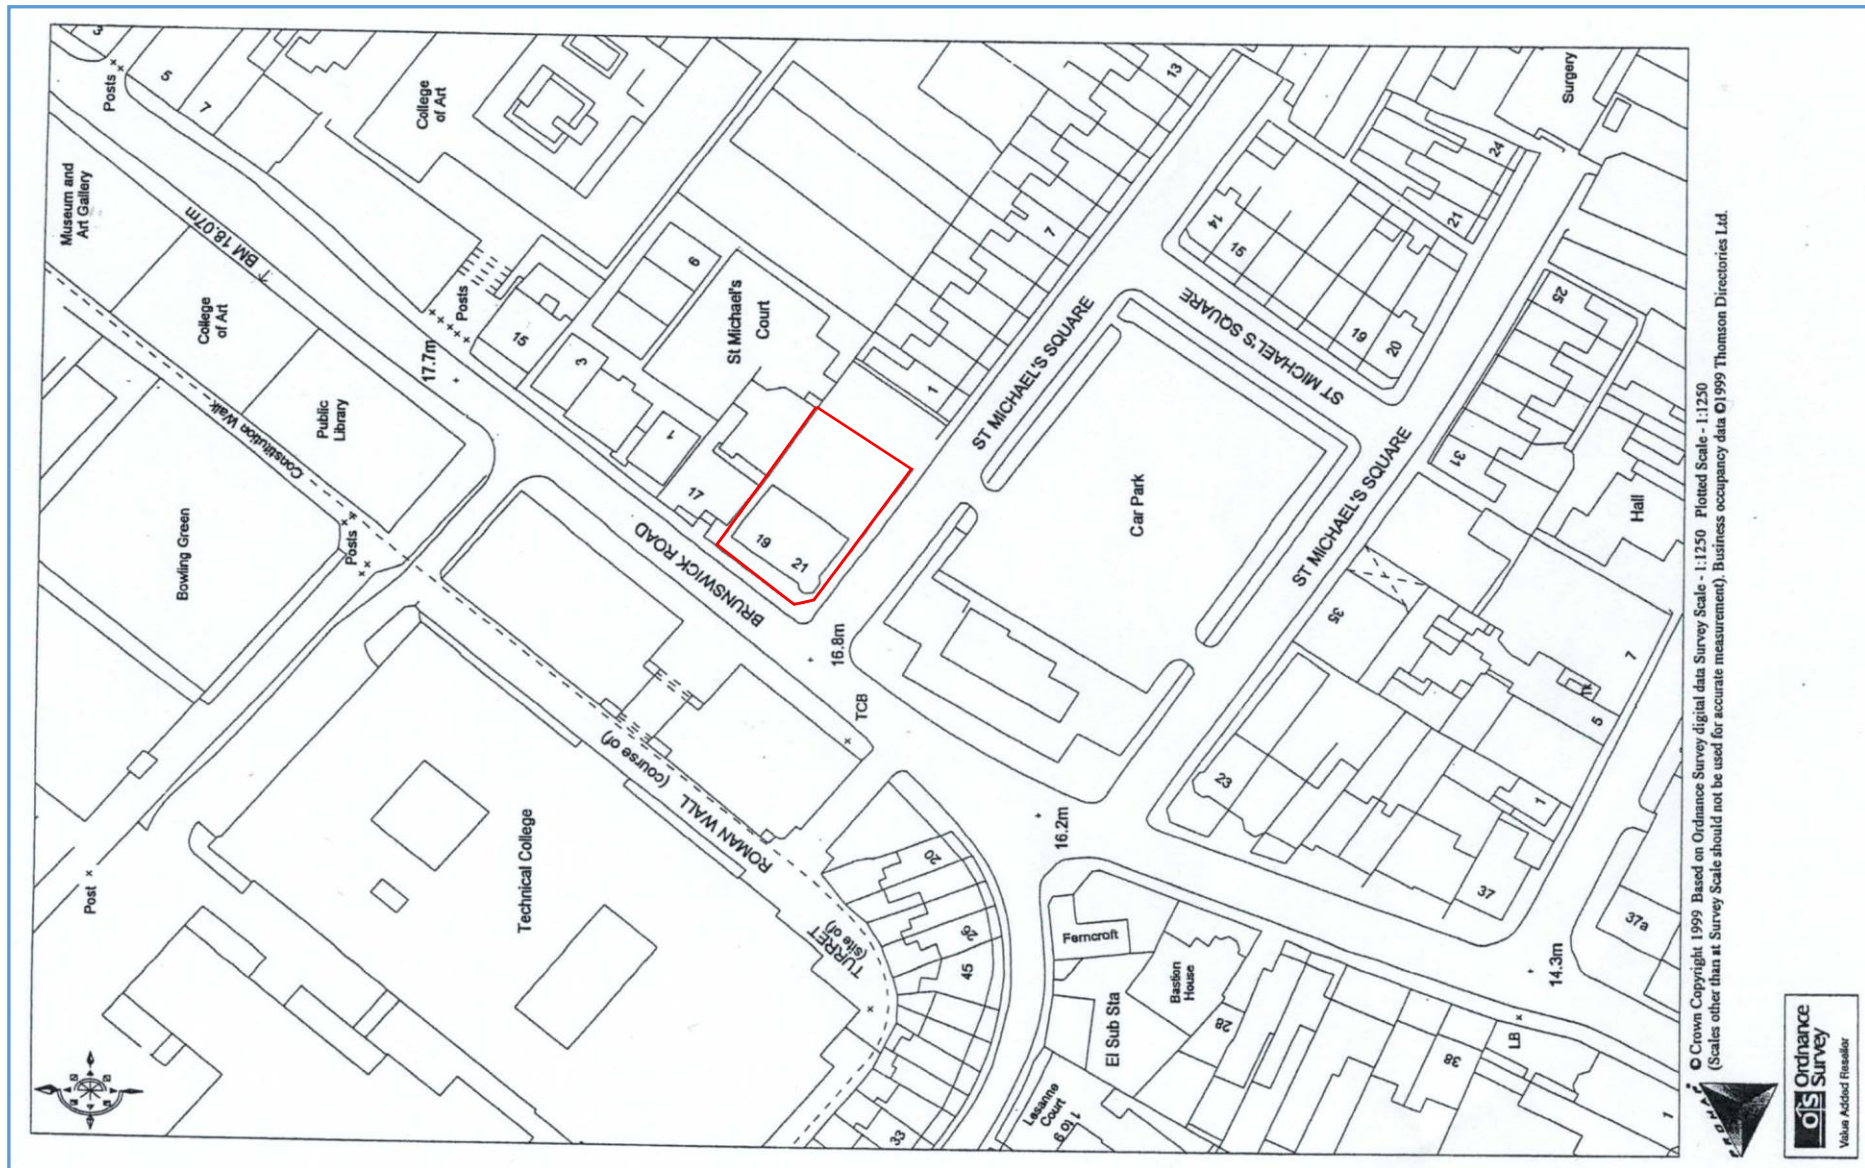 3
5
7
Posts
College
of Art
Museum and
Art Gallery
BM 18.07m
College
of Art
Posts
17.7m
15
3
6
St Michael's
Court
1
17
19
21
Public
Library
Constitution Walk
Bowling Green
Posts
BRUNSWICK ROAD
16.8m
TCB
13
7
1
ST MICHAEL'S SQUARE
14
15
19
20
ST MICHAEL'S SQUARE
21
24
Surgery
25
31
Hall
Car Park
ST MICHAEL'S SQUARE
35
7
5
1
23
37
37a
16.2m
14.3m
Technical College
Post
ROMAN WALL
(course of)
TURRET
(site of)
20
26
45
33
Ferncroft
Bastion
House
El Sub Sta
28
38
LB
Lasanne
Court
1 to 9
1
© Crown Copyright 1999 Based on Ordnance Survey digital data Survey Scale - 1:1250 Plotted Scale - 1:1250
(Scales other than at Survey Scale should not be used for accurate measurement). Business occupancy data ©1999 Thomson Directories Ltd.
PROMAP
OS Ordnance
Survey
Value Added Reseller